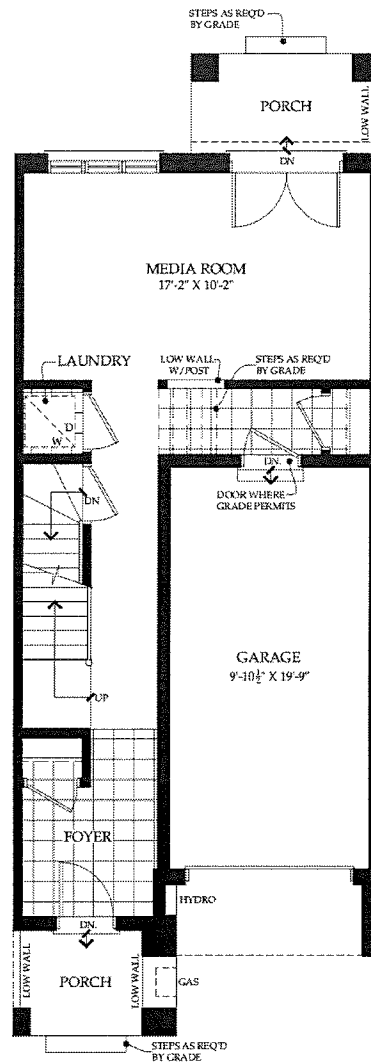 STEPS AS REQ'D
BY GRADE
PORCH
LOW WALL
DN
MEDIA ROOM
17'-2" X 10'-2"
LAUNDRY
LOW WALL
W/POST
STEPS AS REQ'D
BY GRADE
D
W
DN
DN.
DOOR WHERE
GRADE PERMITS
GARAGE
9'-10½" X 19'-9"
UP
FOYER
HYDRO
DN.
LOW WALL
PORCH
LOW WALL
GAS
STEPS AS REQ'D
BY GRADE